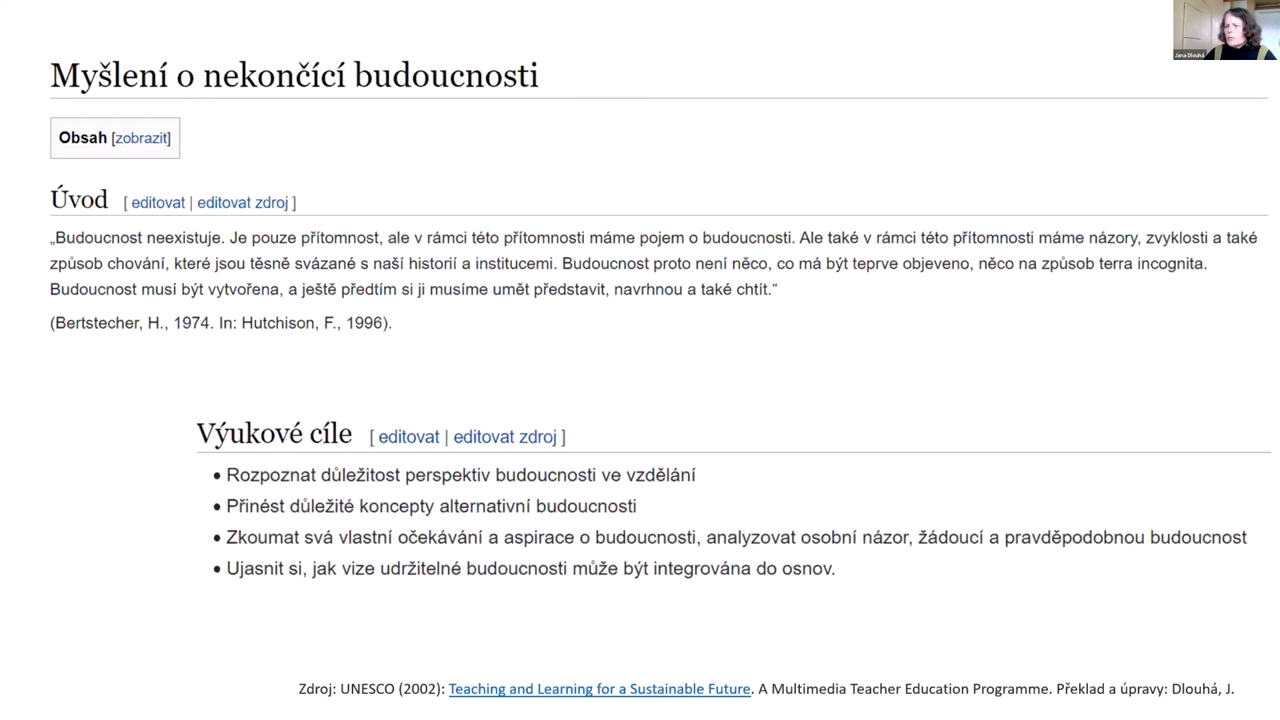 Jana Dlouhá
Myšlení o nekončící budoucnosti
Obsah [zobrazit]
Úvod [ editovat | editovat zdroj ]
„Budoucnost neexistuje. Je pouze přítomnost, ale v rámci této přítomnosti máme pojem o budoucnosti. Ale také v rámci této přítomnosti máme názory, zvyklosti a také
způsob chování, které jsou těsně svázané s naší historií a institucemi. Budoucnost proto není něco, co má být teprve objeveno, něco na způsob terra incognita.
Budoucnost musí být vytvořena, a ještě předtím si ji musíme umět představit, navrhnou a také chtít.“
(Bertstecher, H., 1974. In: Hutchison, F., 1996).
Výukové cíle [ editovat | editovat zdroj ]
• Rozpoznat důležitost perspektiv budoucnosti ve vzdělání
• Přinést důležité koncepty alternativní budoucnosti
• Zkoumat svá vlastní očekávání a aspirace o budoucnosti, analyzovat osobní názor, žádoucí a pravděpodobnou budoucnost
• Ujasnit si, jak vize udržitelné budoucnosti může být integrována do osnov.
Zdroj: UNESCO (2002): Teaching and Learning for a Sustainable Future. A Multimedia Teacher Education Programme. Překlad a úpravy: Dlouhá, J.